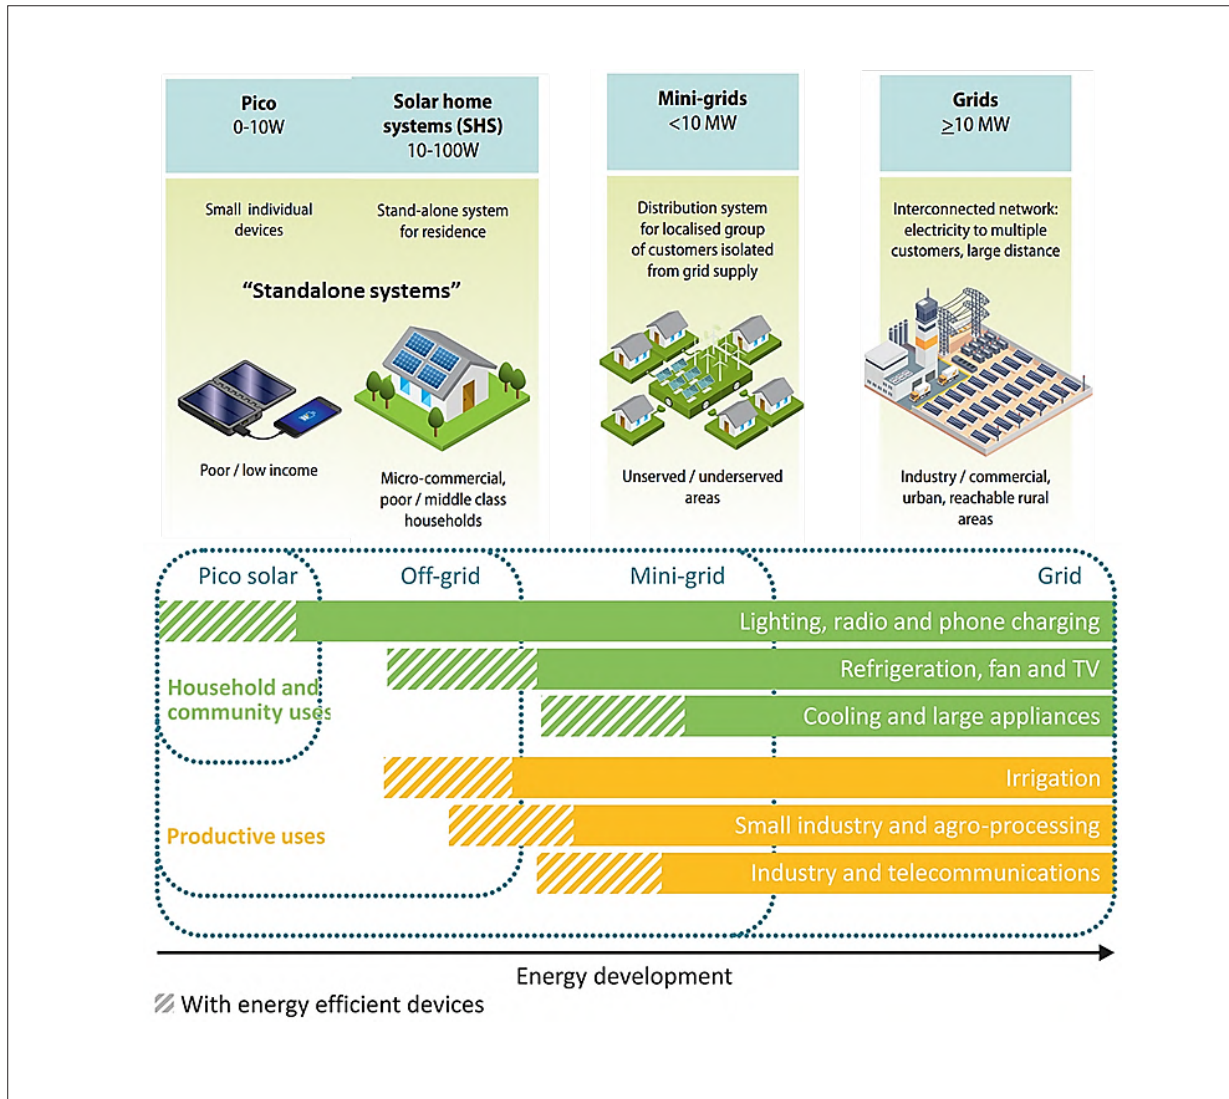 Pico
0-10W
Solar home
systems (SHS)
10-100W
Mini-grids
<10 MW
Grids
≥10 MW
Small individual
devices
Stand-alone system
for residence
Distribution system
for localised group
of customers isolated
from grid supply
Interconnected network:
electricity to multiple
customers, large distance
“Standalone systems”
Poor / low income
Micro-commercial,
poor / middle class
households
Unserved / underserved
areas
Industry / commercial,
urban, reachable rural
areas
Pico solar
Off-grid
Mini-grid
Grid
Lighting, radio and phone charging
Refrigeration, fan and TV
Household and
community uses
Cooling and large appliances
Irrigation
Productive uses
Small industry and agro-processing
Industry and telecommunications
Energy development
With energy efficient devices